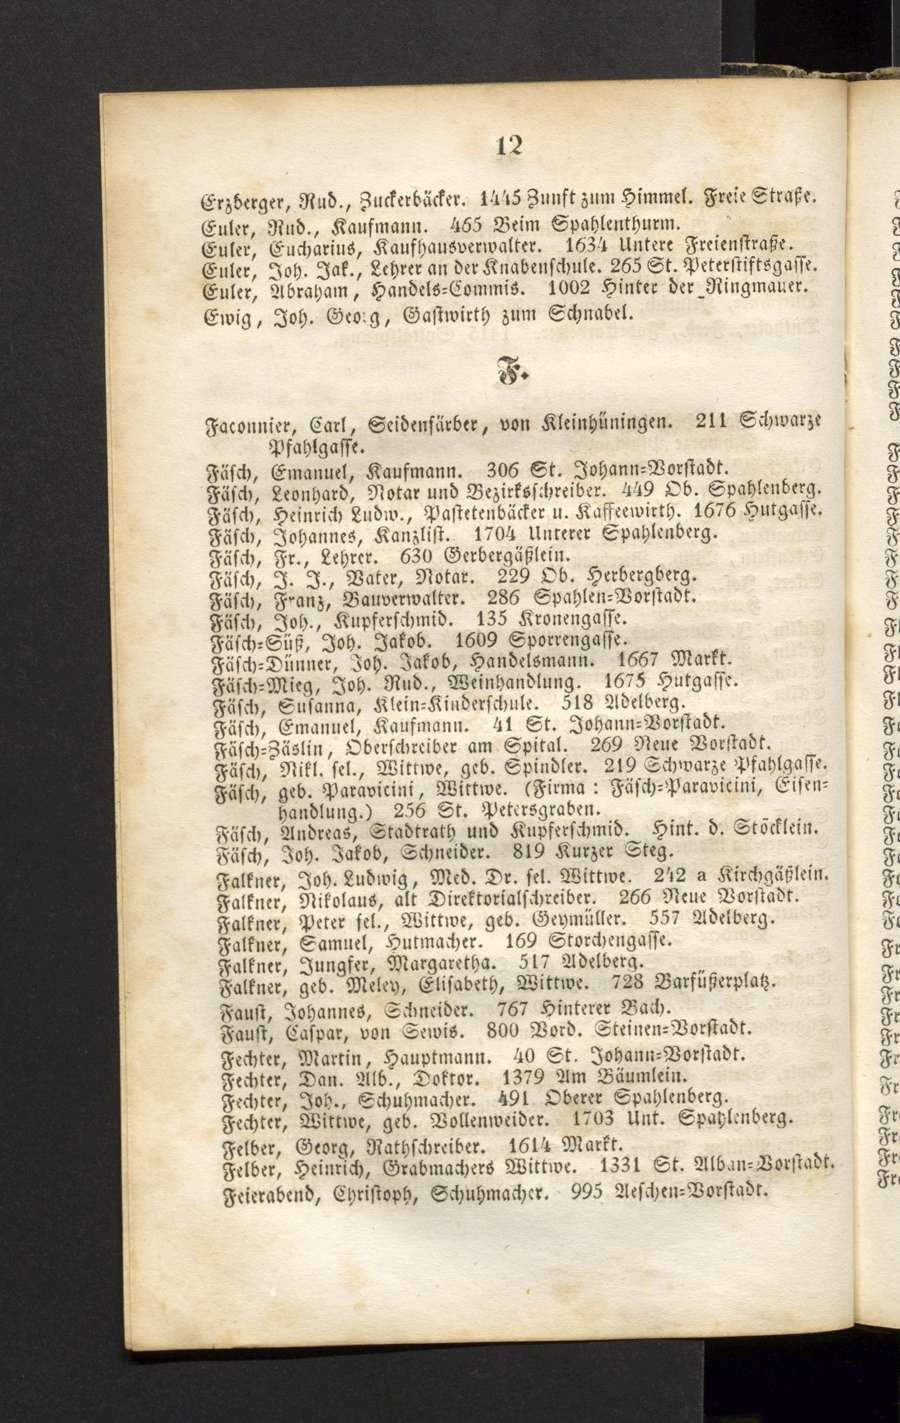 12
Erzberger, Rud., Zuckerbäcker. 1445 Zunft zum Himmel. Freie Straße.
Euler, Rud., Kaufmann. 465 Beim Spahlenthurm.
Euler, Eucharius, Kaufhausverwalter. 1634 Untere Freienstraße.
Euler, Joh. Jak., Lehrer an der Knabenschule. 265 St. Peterstiftsgasse.
Euler, Abraham, Handels-Commis. 1002 Hinter der Ringmauer.
Ewig, Joh. Georg, Gastwirth zum Schnabel.
F.
Faconnier, Carl, Seidenfärber, von Kleinhüningen. 211 Schwarze
Pfahlgasse.
Fäsch, Emanuel, Kaufmann. 306 St. Johann-Vorstadt.
Fäsch, Leonhard, Notar und Bezirksschreiber. 449 Ob. Spahlenberg.
Fäsch, Heinrich Ludw., Pastetenbäcker u. Kaffeewirth. 1676 Hutgasse.
Fäsch, Johannes, Kanzlist. 1704 Unterer Spahlenberg.
Fäsch, Fr., Lehrer. 630 Gerbergäßlein.
Fäsch, J. J., Vater, Notar. 229 Ob. Herbergberg.
Fäsch, Franz, Bauverwalter. 286 Spahlen-Vorstadt.
Fäsch, Joh., Kupferschmid. 135 Kronengasse.
Fäsch-Süß, Joh. Jakob. 1609 Sporrengasse.
Fäsch-Dünner, Joh. Jakob, Handelsmann. 1667 Markt.
Fäsch-Mieg, Joh. Rud., Weinhandlung. 1675 Hutgasse.
Fäsch, Susanna, Klein-Kinderschule. 518 Adelberg.
Fäsch, Emanuel, Kaufmann. 41 St. Johann-Vorstadt.
Fäsch-Zäslin, Oberschreiber am Spital. 269 Neue Vorstadt.
Fäsch, Nikl. sel., Wittwe, geb. Spindler. 219 Schwarze Pfahlgasse.
Fäsch, geb. Paravicini, Wittwe. (Firma: Fäsch-Paravicini, Eisen-
handlung.) 256 St. Petersgraben.
Fäsch, Andreas, Stadtrath und Kupferschmid. Hint. d. Stöcklein.
Fäsch, Joh. Jakob, Schneider. 819 Kurzer Steg.
Falkner, Joh. Ludwig, Med. Dr. sel. Wittwe. 242 a Kirchgäßlein.
Falkner, Nikolaus, alt Direktorialschreiber. 266 Neue Vorstadt.
Falkner, Peter sel., Wittwe, geb. Geymüller. 557 Adelberg.
Falkner, Samuel, Hutmacher. 169 Storchengasse.
Falkner, Jungfer, Margaretha. 517 Adelberg.
Falkner, geb. Meley, Elisabeth, Wittwe. 728 Barfüßerplatz.
Faust, Johannes, Schneider. 767 Hinterer Bach.
Faust, Caspar, von Sewis. 800 Vord. Steinen-Vorstadt.
Fechter, Martin, Hauptmann. 40 St. Johann-Vorstadt.
Fechter, Dan. Alb., Doktor. 1379 Am Bäumlein.
Fechter, Joh., Schuhmacher. 491 Oberer Spahlenberg.
Fechter, Wittwe, geb. Vollenweider. 1703 Unt. Spahlenberg.
Felber, Georg, Rathschreiber. 1614 Markt.
Felber, Heinrich, Grabmachers Wittwe. 1331 St. Alban-Vorstadt.
Feierabend, Christoph, Schuhmacher. 995 Aeschen-Vorstadt.